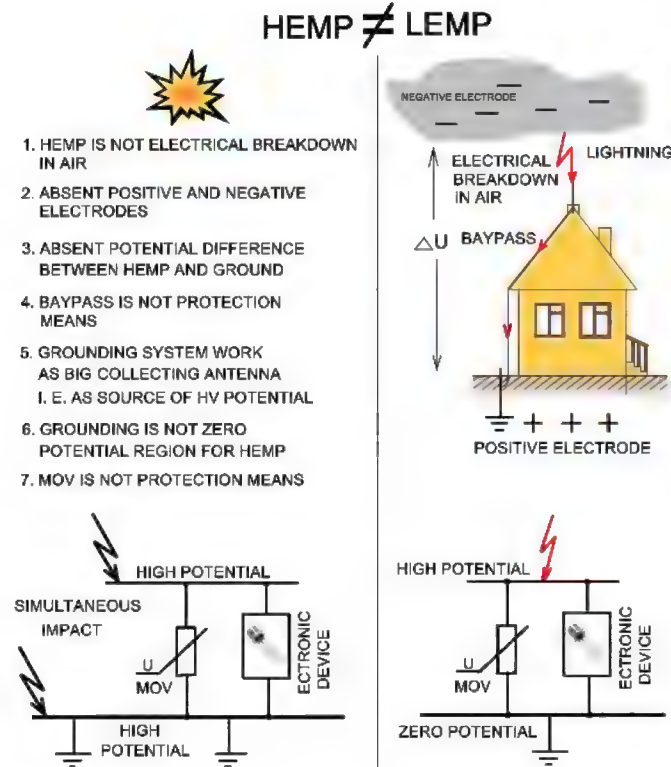 HEMP ≠ LEMP
1. HEMP IS NOT ELECTRICAL BREAKDOWN
IN AIR
2. ABSENT POSITIVE AND NEGATIVE
ELECTRODES
3. ABSENT POTENTIAL DIFFERENCE
BETWEEN HEMP AND GROUND
4. BAYPASS IS NOT PROTECTION
MEANS
5. GROUNDING SYSTEM WORK
AS BIG COLLECTING ANTENNA
I. E. AS SOURCE OF HV POTENTIAL
6. GROUNDING IS NOT ZERO
POTENTIAL REGION FOR HEMP
7. MOV IS NOT PROTECTION MEANS
HIGH POTENTIAL
SIMULTANEOUS
IMPACT
U
MOV
ECTRONIC
DEVICE
HIGH
POTENTIAL
NEGATIVE ELECTRODE
LIGHTNING
ELECTRICAL
BREAKDOWN
IN AIR
△U
BAYPASS
+ + +
POSITIVE ELECTRODE
HIGH POTENTIAL
U
MOV
ECTRONIC
DEVICE
ZERO POTENTIAL